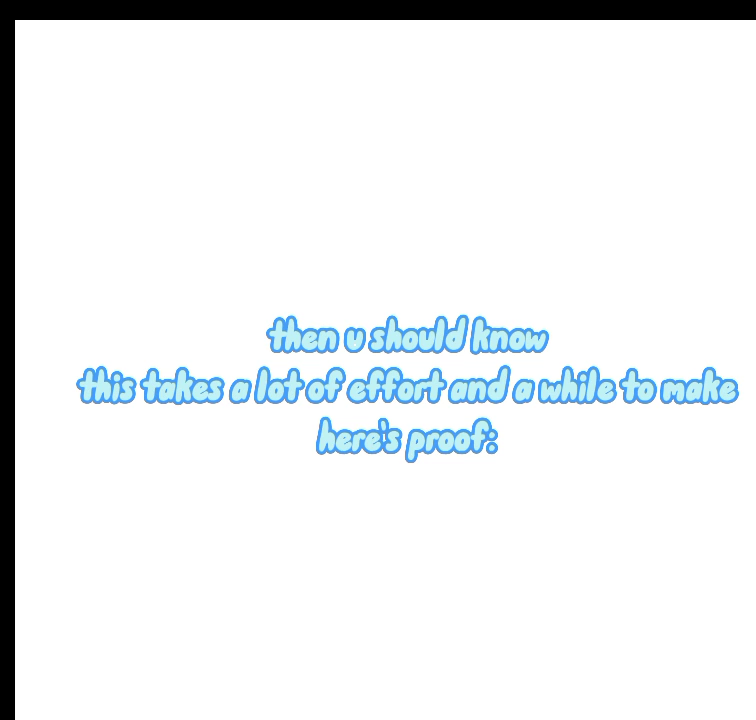 then u should know
this takes a lot of effort and a while to make
here's proof: